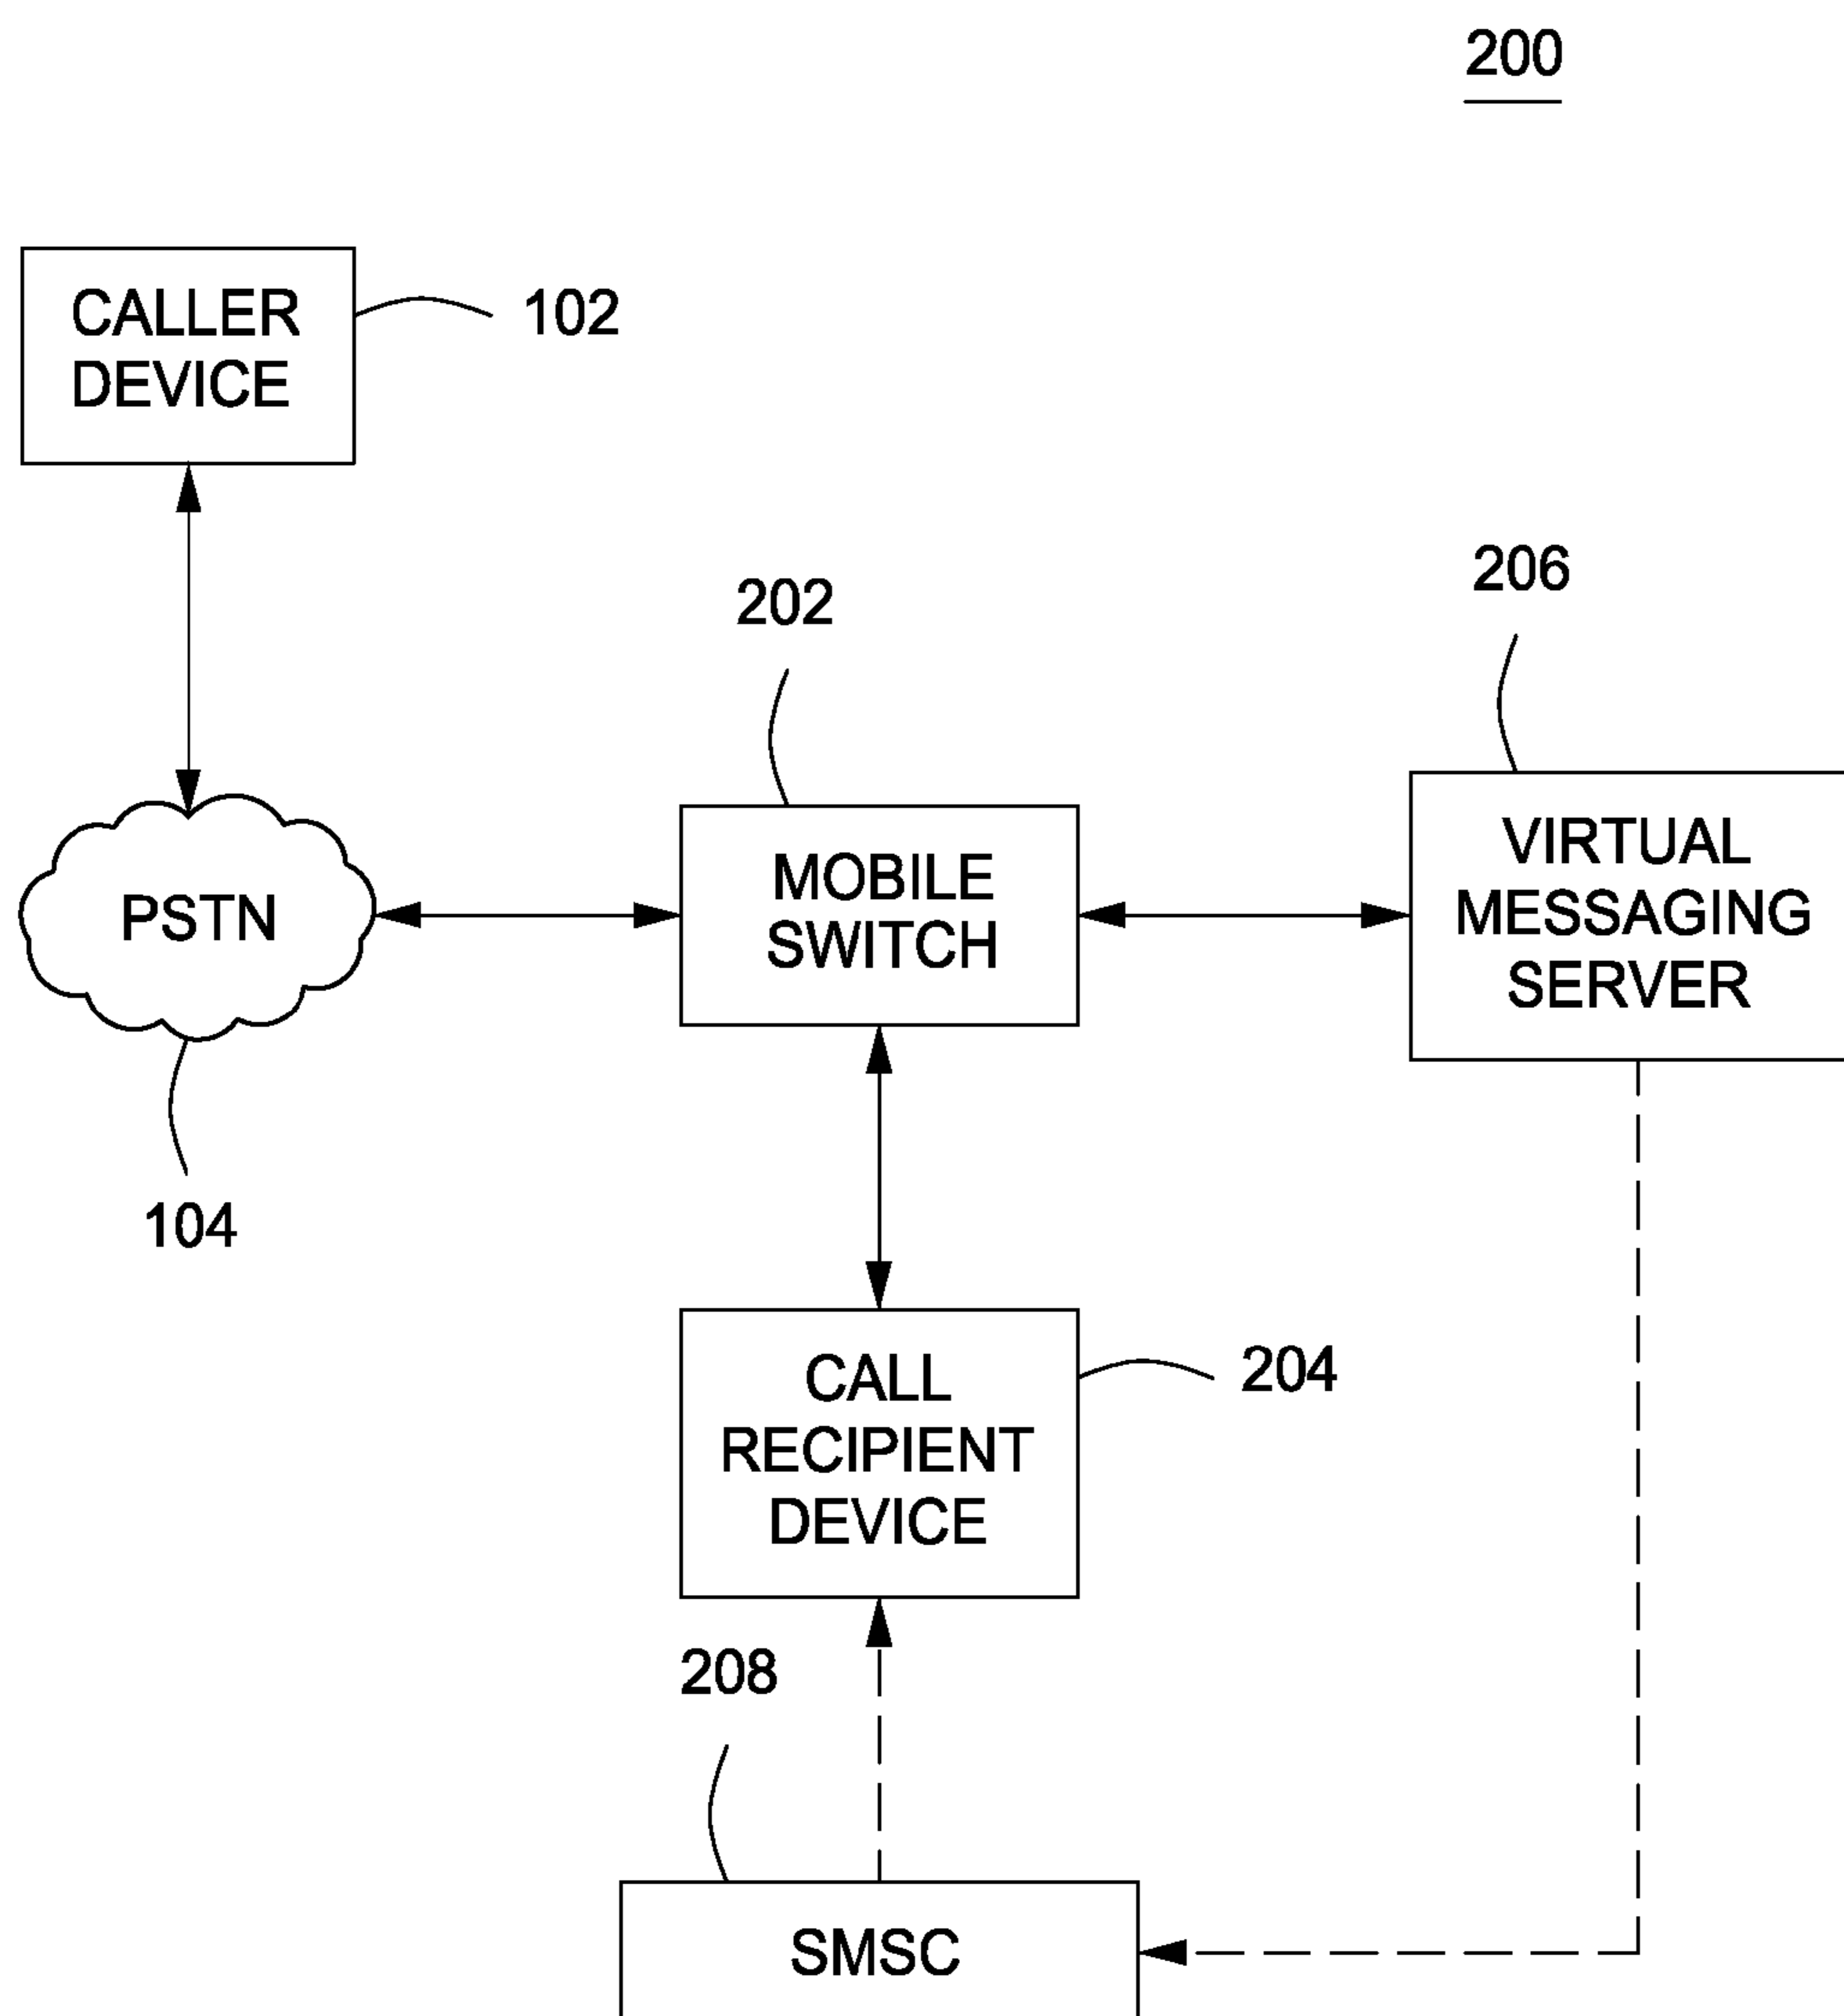 200
CALLER
DEVICE
102
202
206
PSTN
MOBILE
SWITCH
VIRTUAL
MESSAGING
SERVER
104
CALL
RECIPIENT
DEVICE
204
208
SMSC